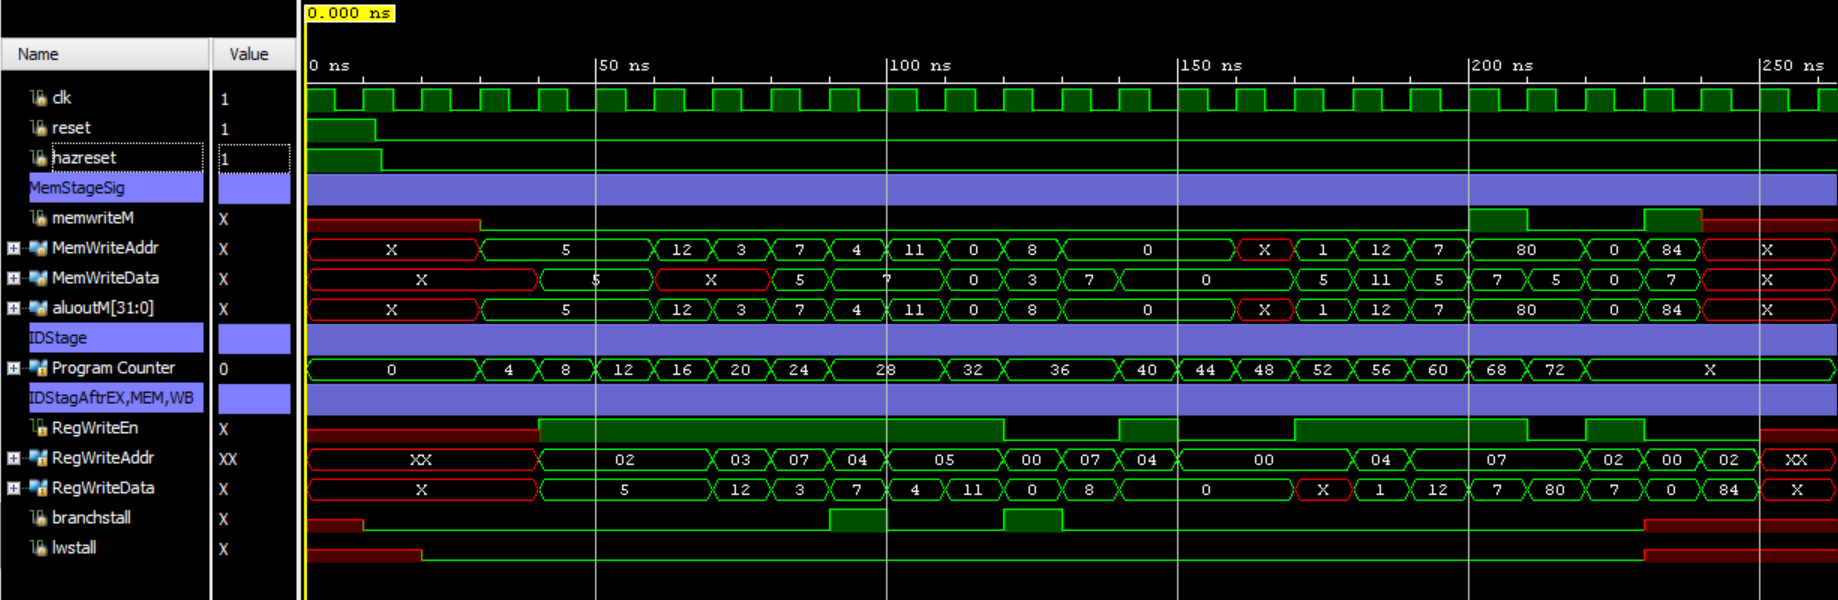 0.000 ns
Name Value
0 ns 50 ns 100 ns 150 ns 200 ns 250 ns
clk 1
reset 1
hazreset 1
MemStageSig
memwriteM X
MemWriteAddr X X 5 12 3 7 4 11 0 8 0 X 1 12 7 80 0 84 X
MemWriteData X X 5 X 5 7 0 3 7 0 5 11 5 7 5 0 7 X
aluoutM[31:0] X X 5 12 3 7 4 11 0 8 0 X 1 12 7 80 0 84 X
IDStage
Program Counter 0 0 4 8 12 16 20 24 28 32 36 40 44 48 52 56 60 68 72 X
IDStagAftrEX,MEM,WB
RegWriteEn X
RegWriteAddr XX XX 02 03 07 04 05 00 07 04 00 04 07 02 00 02 XX
RegWriteData X X 5 12 3 7 4 11 0 8 0 X 1 12 7 80 7 0 84 X
branchstall X
lwstall X